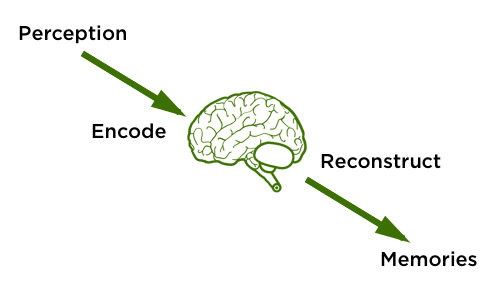 Perception
Encode
Reconstruct
Memories